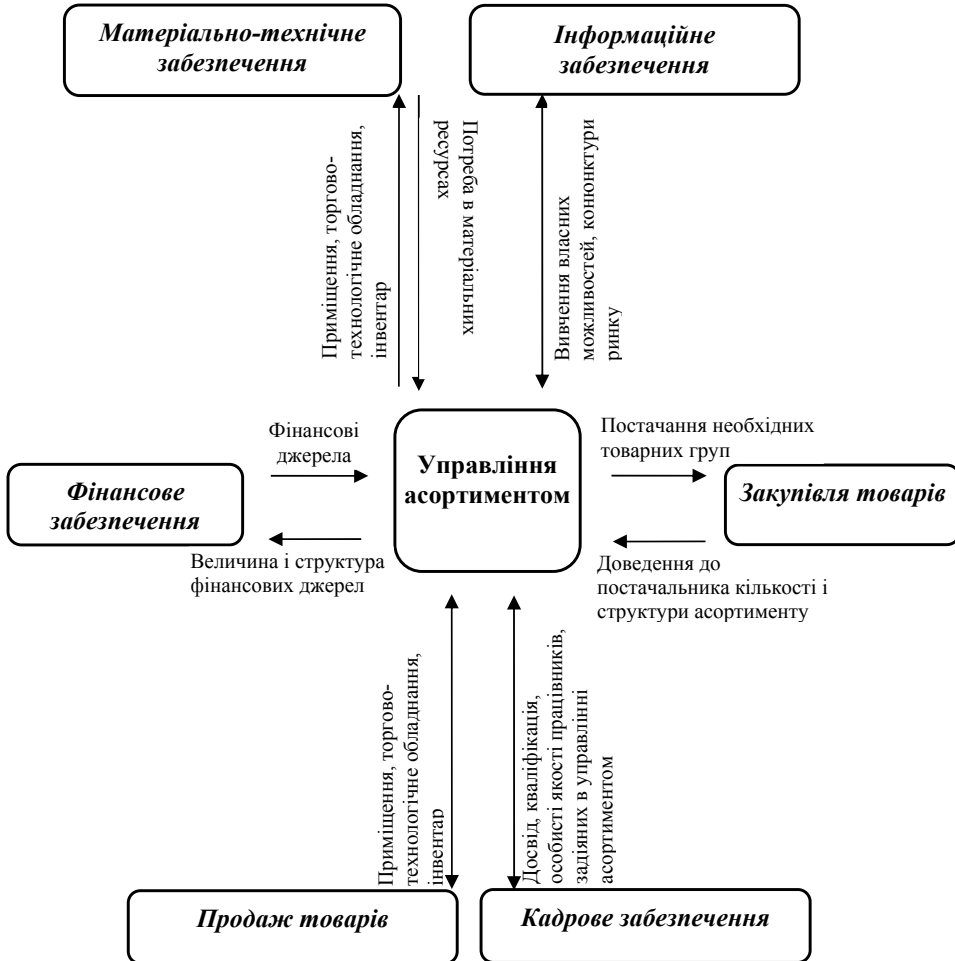 Матеріально-технічне
забезпечення
Інформаційне
забезпечення
Приміщення, торгово-
технологічне обладнання,
інвентар
Потреба в матеріальних
ресурсах
Вивчення власних
можливостей, конюнктури
ринку
Фінансові
джерела
Управління
асортиментом
Постачання необхідних
товарних груп
Фінансове
забезпечення
Закупівля товарів
Величина і структура
фінансових джерел
Доведення до
постачальника кількості і
структури асортименту
Приміщення, торгово-
технологічне обладнання,
інвентар
Досвід, кваліфікація,
особисті якості працівників,
задіяних в управлінні
асортиментом
Продаж товарів
Кадрове забезпечення